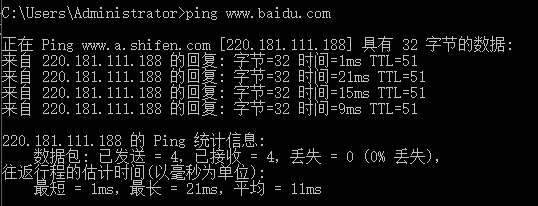 C:\Users\Administrator>ping www.baidu.com
正在 Ping www.a.shifen.com [220.181.111.188] 具有 32 字节的数据:
来自 220.181.111.188 的回复: 字节=32 时间=1ms TTL=51
来自 220.181.111.188 的回复: 字节=32 时间=21ms TTL=51
来自 220.181.111.188 的回复: 字节=32 时间=15ms TTL=51
来自 220.181.111.188 的回复: 字节=32 时间=9ms TTL=51
220.181.111.188 的 Ping 统计信息:
数据包: 已发送 = 4, 已接收 = 4, 丢失 = 0 (0% 丢失),
往返行程的估计时间(以毫秒为单位):
最短 = 1ms, 最长 = 21ms, 平均 = 11ms